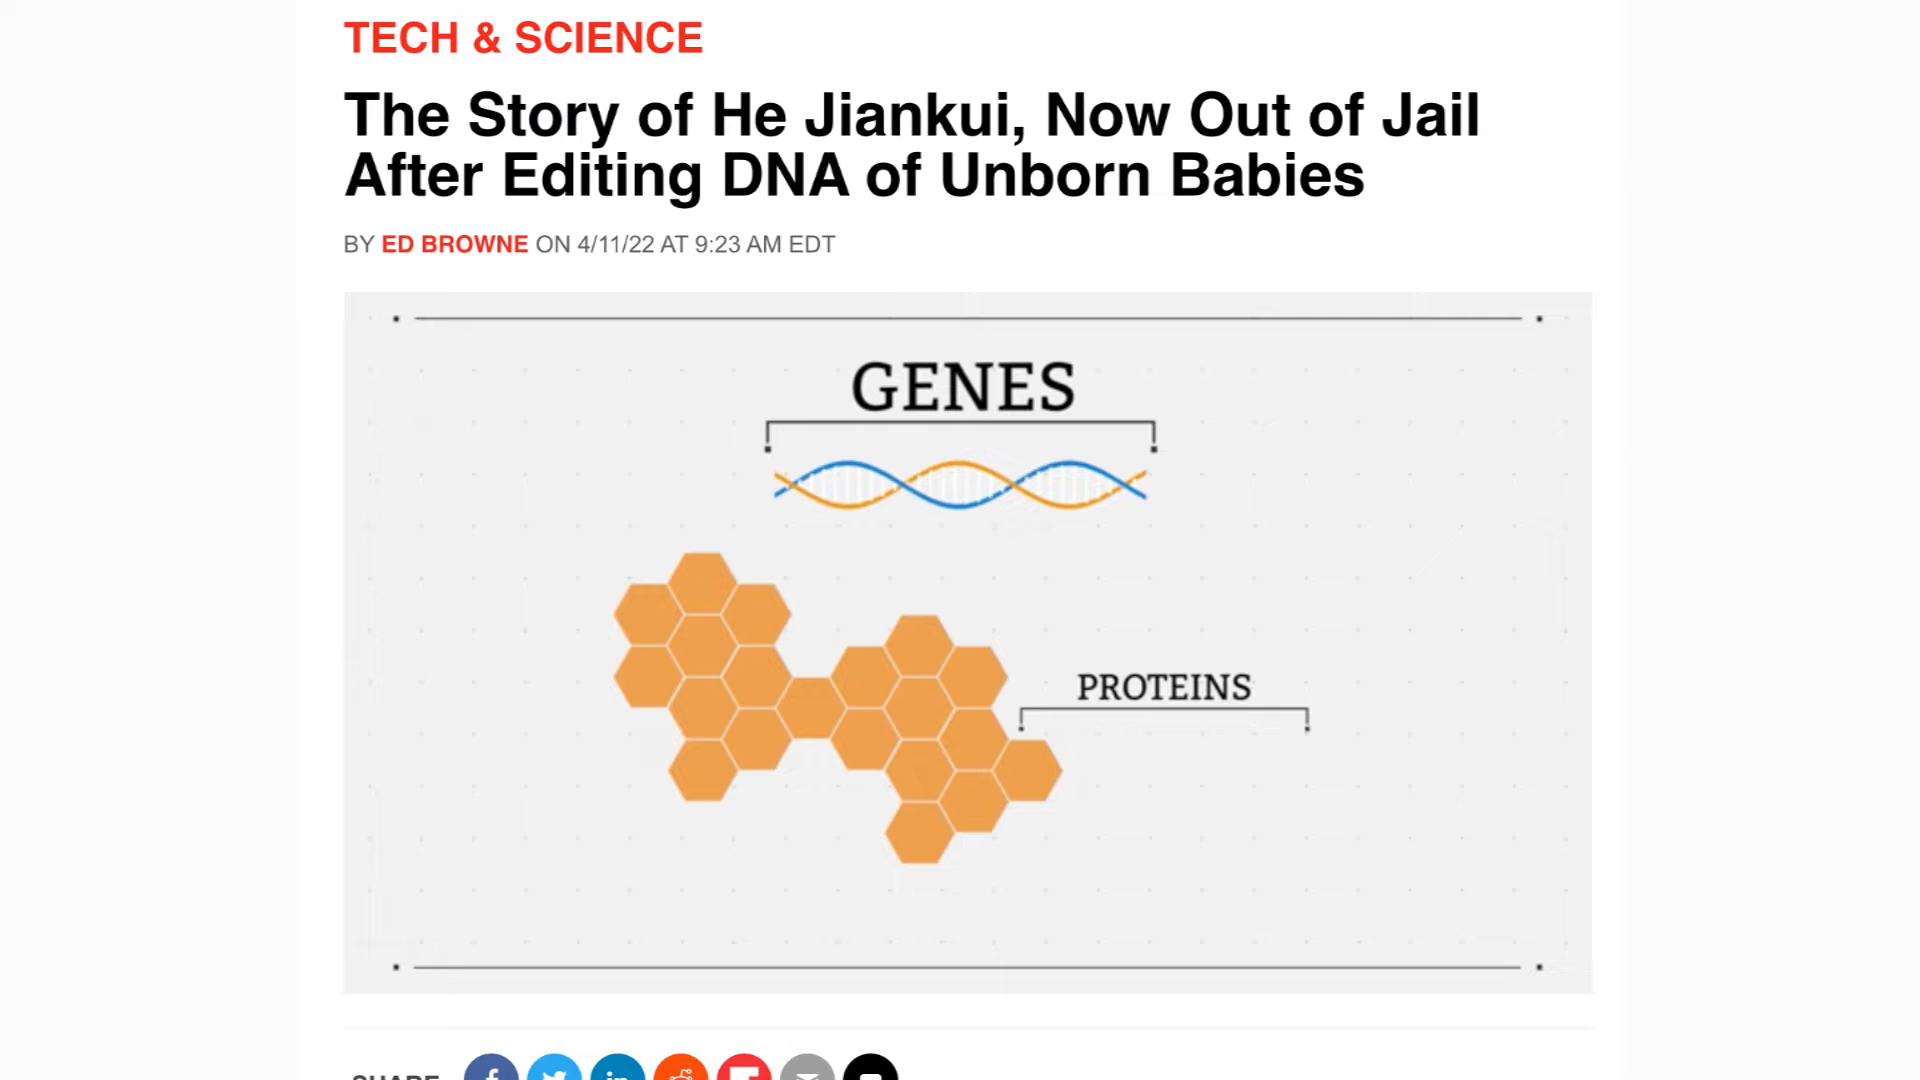 TECH & SCIENCE
The Story of He Jiankui, Now Out of Jail
After Editing DNA of Unborn Babies
BY ED BROWNE ON 4/11/22 AT 9:23 AM EDT
GENES
PROTEINS
SHARE